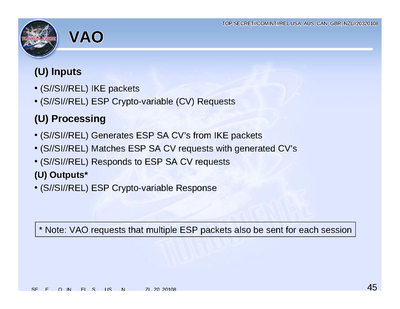 TOP SECRET//COMINT//REL USA, AUS, CAN, GBR, NZL//20320108
VAO
(U) Inputs
• (S//SI//REL) IKE packets
• (S//SI//REL) ESP Crypto-variable (CV) Requests
(U) Processing
• (S//SI//REL) Generates ESP SA CV's from IKE packets
• (S//SI//REL) Matches ESP SA CV requests with generated CV's
• (S//SI//REL) Responds to ESP SA CV requests
(U) Outputs*
• (S//SI//REL) ESP Crypto-variable Response
* Note: VAO requests that multiple ESP packets also be sent for each session
45